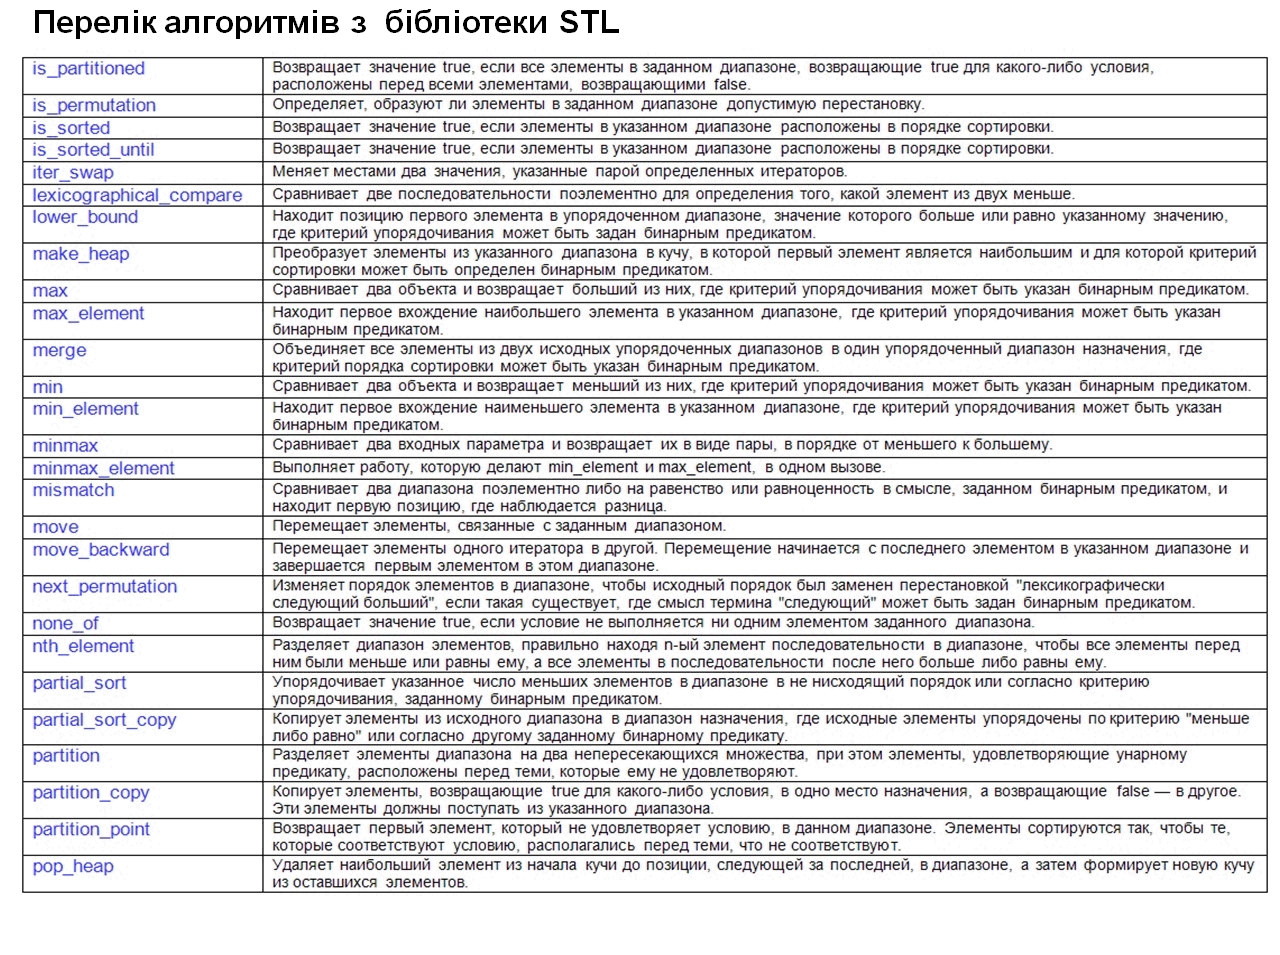 Перелік алгоритмів з бібліотеки STL
is_partitioned
Возвращает значение true, если все элементы в заданном диапазоне, возвращающие true для какого-либо условия,
расположены перед всеми элементами, возвращающими false.
is_permutation
Определяет, образуют ли элементы в заданном диапазоне допустимую перестановку.
is_sorted
Возвращает значение true, если элементы в указанном диапазоне расположены в порядке сортировки.
is_sorted_until
Возвращает значение true, если элементы в указанном диапазоне расположены в порядке сортировки.
iter_swap
Меняет местами два значения, указанные парой определенных итераторов.
lexicographical_compare
Сравнивает две последовательности поэлементно для определения того, какой элемент из двух меньше.
lower_bound
Находит позицию первого элемента в упорядоченном диапазоне, значение которого больше или равно указанному значению,
где критерий упорядочивания может быть задан бинарным предикатом.
make_heap
Преобразует элементы из указанного диапазона в кучу, в которой первый элемент является наибольшим и для которой критерий
сортировки может быть определен бинарным предикатом.
max
Сравнивает два объекта и возвращает больший из них, где критерий упорядочивания может быть указан бинарным предикатом.
max_element
Находит первое вхождение наибольшего элемента в указанном диапазоне, где критерий упорядочивания может быть указан
бинарным предикатом.
merge
Объединяет все элементы из двух исходных упорядоченных диапазонов в один упорядоченный диапазон назначения, где
критерий порядка сортировки может быть указан бинарным предикатом.
min
Сравнивает два объекта и возвращает меньший из них, где критерий упорядочивания может быть указан бинарным предикатом.
min_element
Находит первое вхождение наименьшего элемента в указанном диапазоне, где критерий упорядочивания может быть указан
бинарным предикатом.
minmax
Сравнивает два входных параметра и возвращает их в виде пары, в порядке от меньшего к большему.
minmax_element
Выполняет работу, которую делают min_element и max_element, в одном вызове.
mismatch
Сравнивает два диапазона поэлементно либо на равенство или равноценность в смысле, заданном бинарным предикатом, и
находит первую позицию, где наблюдается разница.
move
Перемещает элементы, связанные с заданным диапазоном.
move_backward
Перемещает элементы одного итератора в другой. Перемещение начинается с последнего элементом в указанном диапазоне и
завершается первым элементом в этом диапазоне.
next_permutation
Изменяет порядок элементов в диапазоне, чтобы исходный порядок был заменен перестановкой "лексикографически
следующий больший", если такая существует, где смысл термина "следующий" может быть задан бинарным предикатом.
none_of
Возвращает значение true, если условие не выполняется ни одним элементом заданного диапазона.
nth_element
Разделяет диапазон элементов, правильно находя n-ый элемент последовательности в диапазоне, чтобы все элементы перед
ним были меньше или равны ему, а все элементы в последовательности после него больше либо равны ему.
partial_sort
Упорядочивает указанное число меньших элементов в диапазоне в не нисходящий порядок или согласно критерию
упорядочивания, заданному бинарным предикатом.
partial_sort_copy
Копирует элементы из исходного диапазона в диапазон назначения, где исходные элементы упорядочены по критерию "меньше
либо равно" или согласно другому заданному бинарному предикату.
partition
Разделяет элементы диапазона на два непересекающихся множества, при этом элементы, удовлетворяющие унарному
предикату, расположены перед теми, которые ему не удовлетворяют.
partition_copy
Копирует элементы, возвращающие true для какого-либо условия, в одно место назначения, а возвращающие false — в другое.
Эти элементы должны поступать из указанного диапазона.
partition_point
Возвращает первый элемент, который не удовлетворяет условию, в данном диапазоне. Элементы сортируются так, чтобы те,
которые соответствуют условию, располагались перед теми, что не соответствуют.
pop_heap
Удаляет наибольший элемент из начала кучи до позиции, следующей за последней, в диапазоне, а затем формирует новую кучу
из оставшихся элементов.